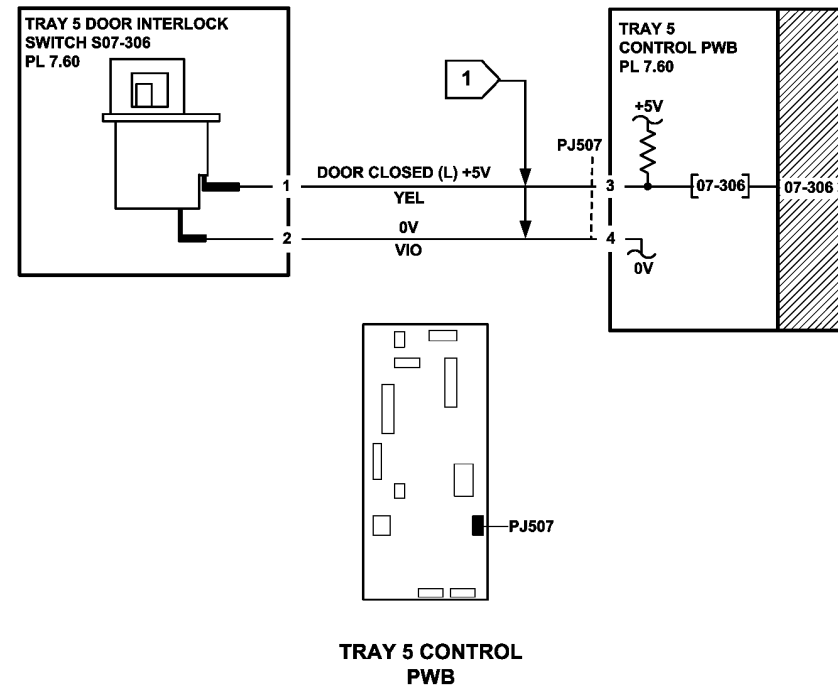 TRAY 5 DOOR INTERLOCK
SWITCH S07-306
PL 7.60
1
TRAY 5
CONTROL PWB
PL 7.60
+5V
PJ507
1
DOOR CLOSED (L) +5V
YEL
3
[07-306]
07-306
2
0V
VIO
4
0V
PJ507
TRAY 5 CONTROL
PWB